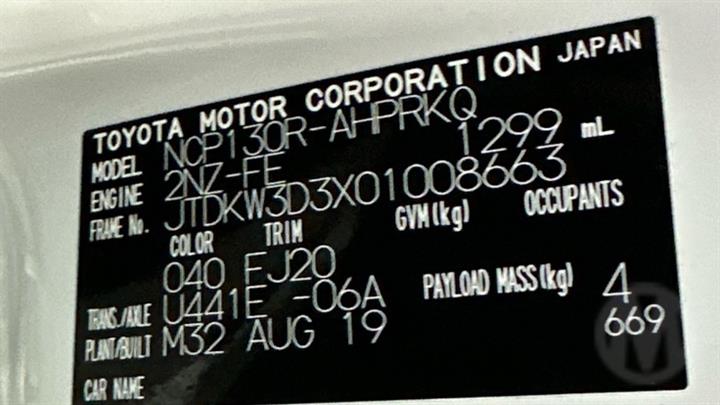 TOYOTA MOTOR CORPORATION JAPAN
MODEL NCP130R-AHPRKQ
ENGINE 2NZ-FE 1299 mL
FRAME No. JTDKW3D3X01008663
COLOR TRIM GVM(kg) OCCUPANTS
040 FJ20
TRANS./AXLE U441E -06A PAYLOAD MASS(kg) 4
PLANT/BUILT M32 AUG 19 669
CAR NAME
M